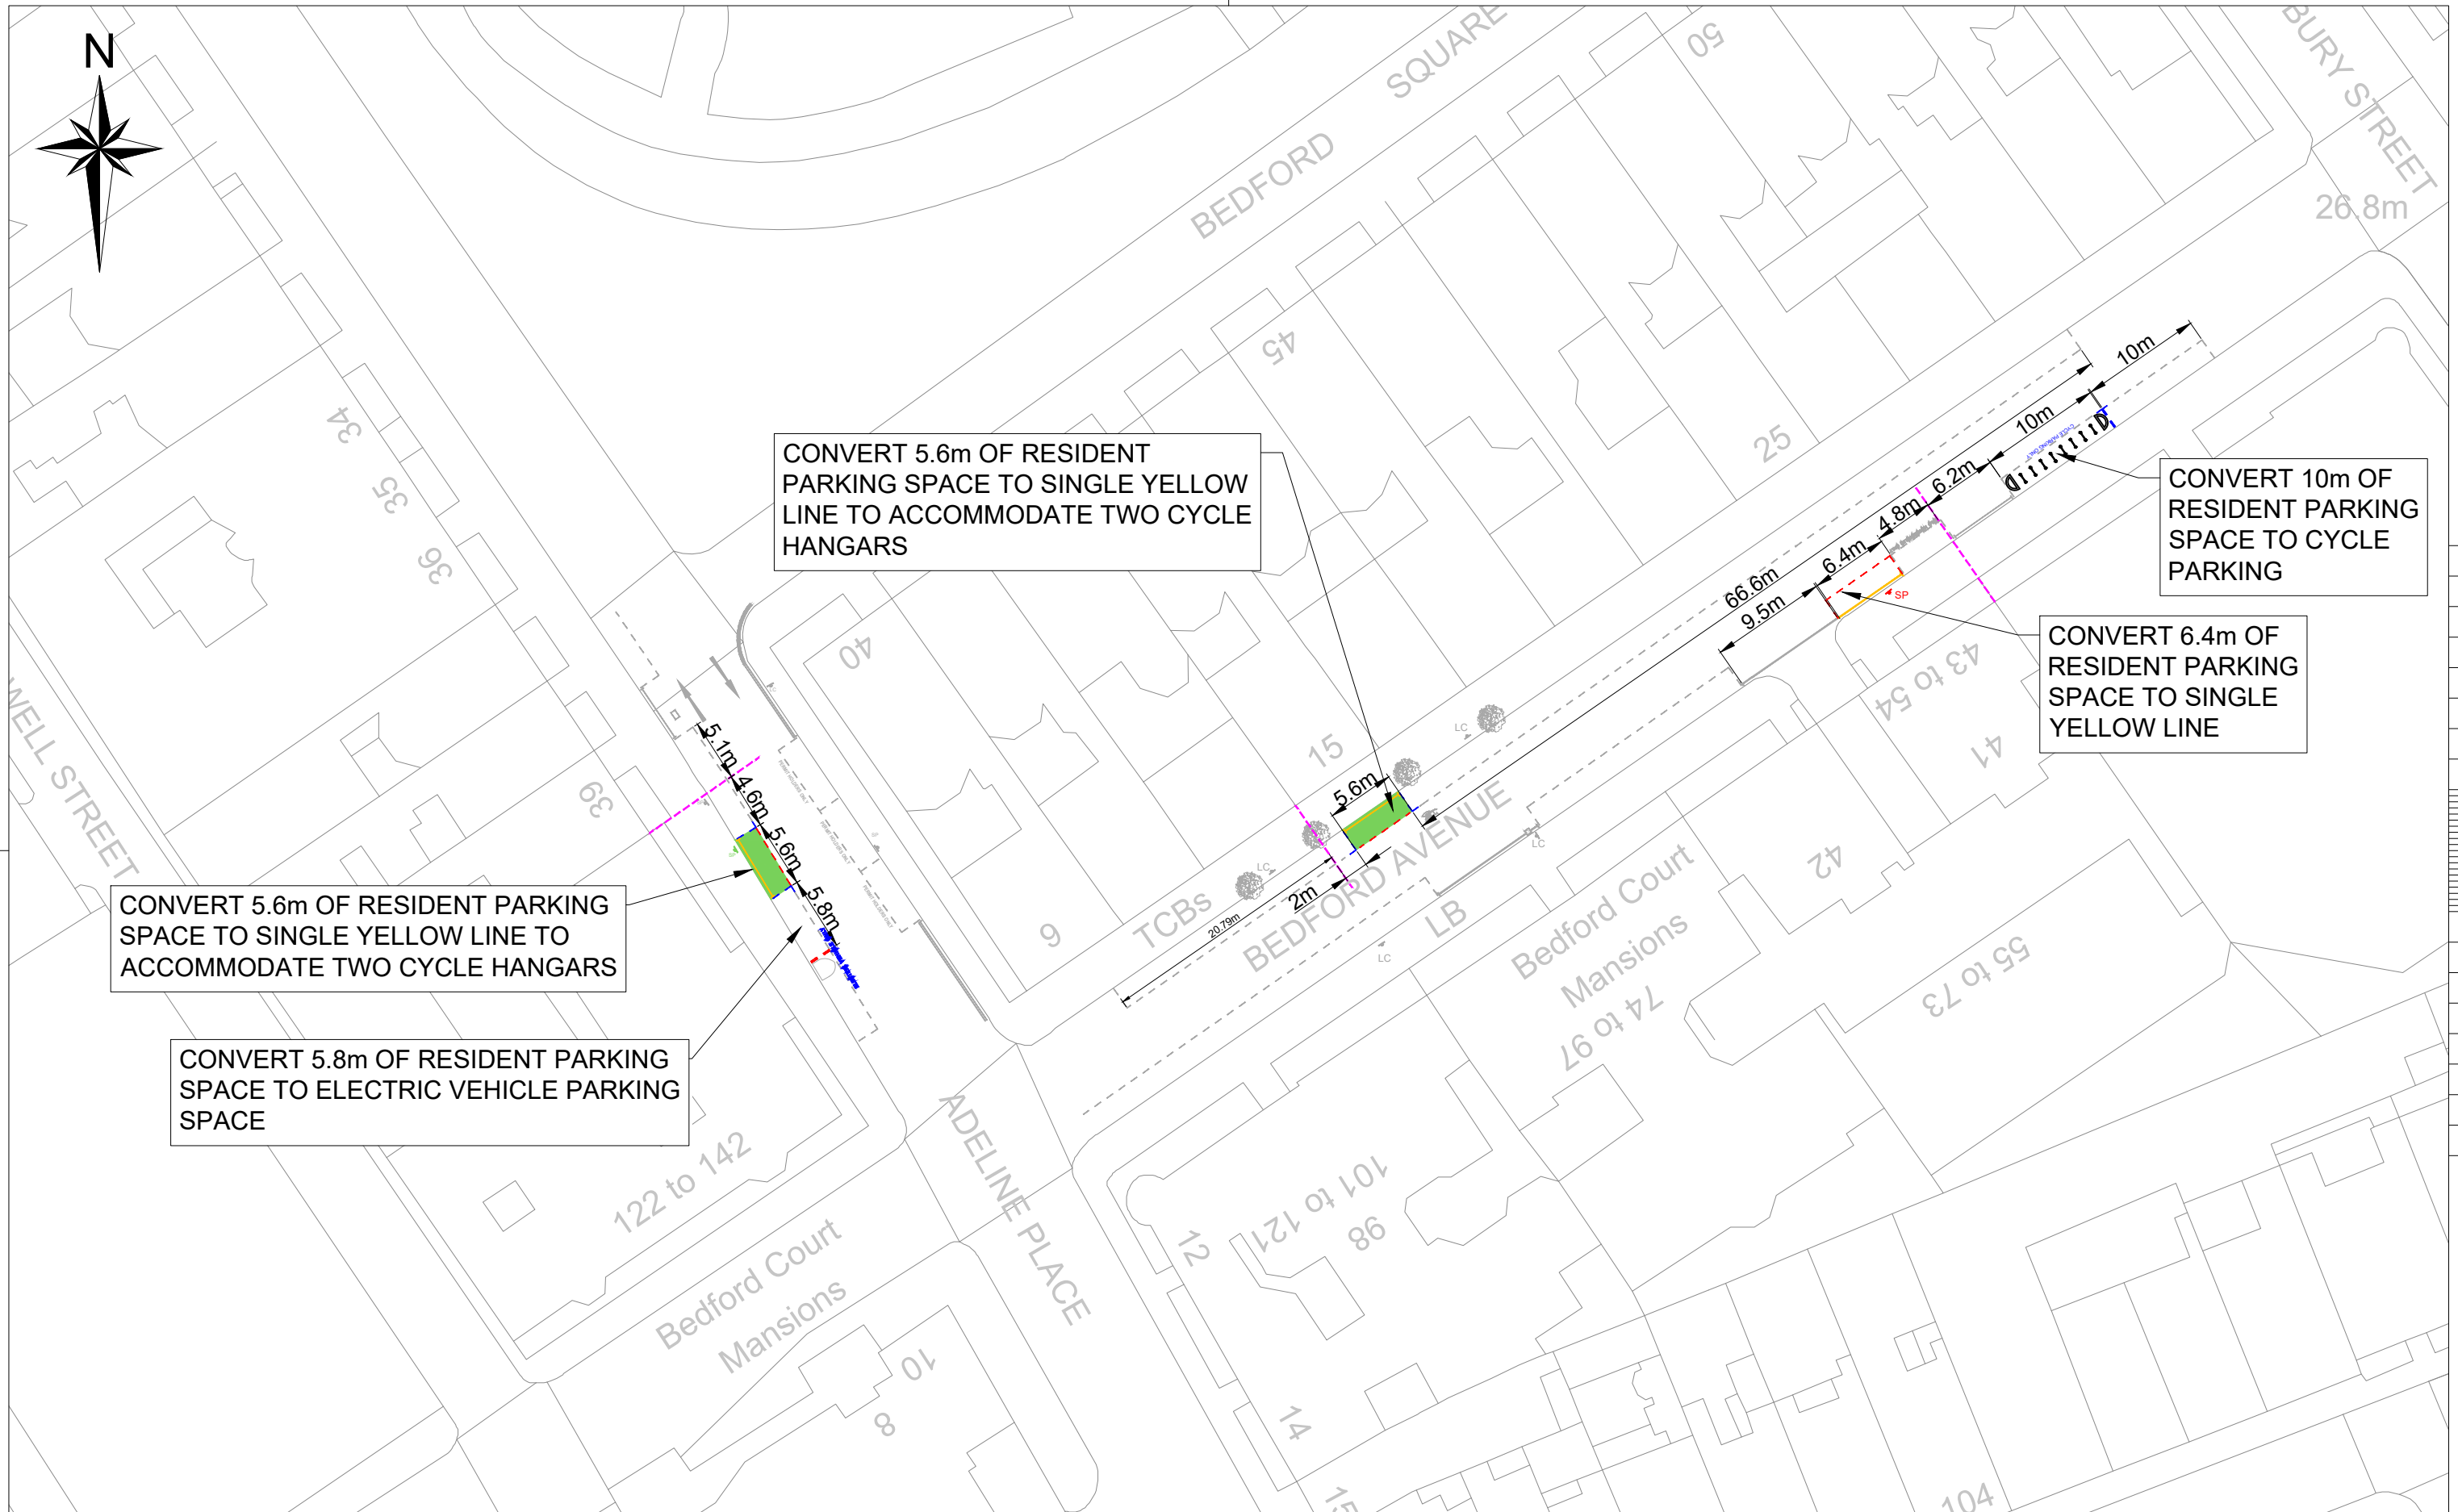 N
BEDFORD
SQUARE
50
BURY STREET
26.8m
45
34
35
36
39
40
25
CONVERT 5.6m OF RESIDENT
PARKING SPACE TO SINGLE YELLOW
LINE TO ACCOMMODATE TWO CYCLE
HANGARS
10m
10m
6.2m
4.8m
6.4m
66.6m
9.5m
CYCLE PARKING ONLY
SP
CONVERT 10m OF
RESIDENT PARKING
SPACE TO CYCLE
PARKING
CONVERT 6.4m OF
RESIDENT PARKING
SPACE TO SINGLE
YELLOW LINE
43 to 54
41
42
WELL STREET
5.1m
4.6m
5.6m
5.8m
15
LC
5.6m
LC
2m
20.79m
9
TCBs
BEDFORD AVENUE
LB
LC
LC
Bedford Court
Mansions
74 to 97
55 to 73
CONVERT 5.6m OF RESIDENT PARKING
SPACE TO SINGLE YELLOW LINE TO
ACCOMMODATE TWO CYCLE HANGARS
CONVERT 5.8m OF RESIDENT PARKING
SPACE TO ELECTRIC VEHICLE PARKING
SPACE
122 to 142
Bedford Court
Mansions
ADELINE PLACE
12
101 to 121
98
10
8
14
15
104